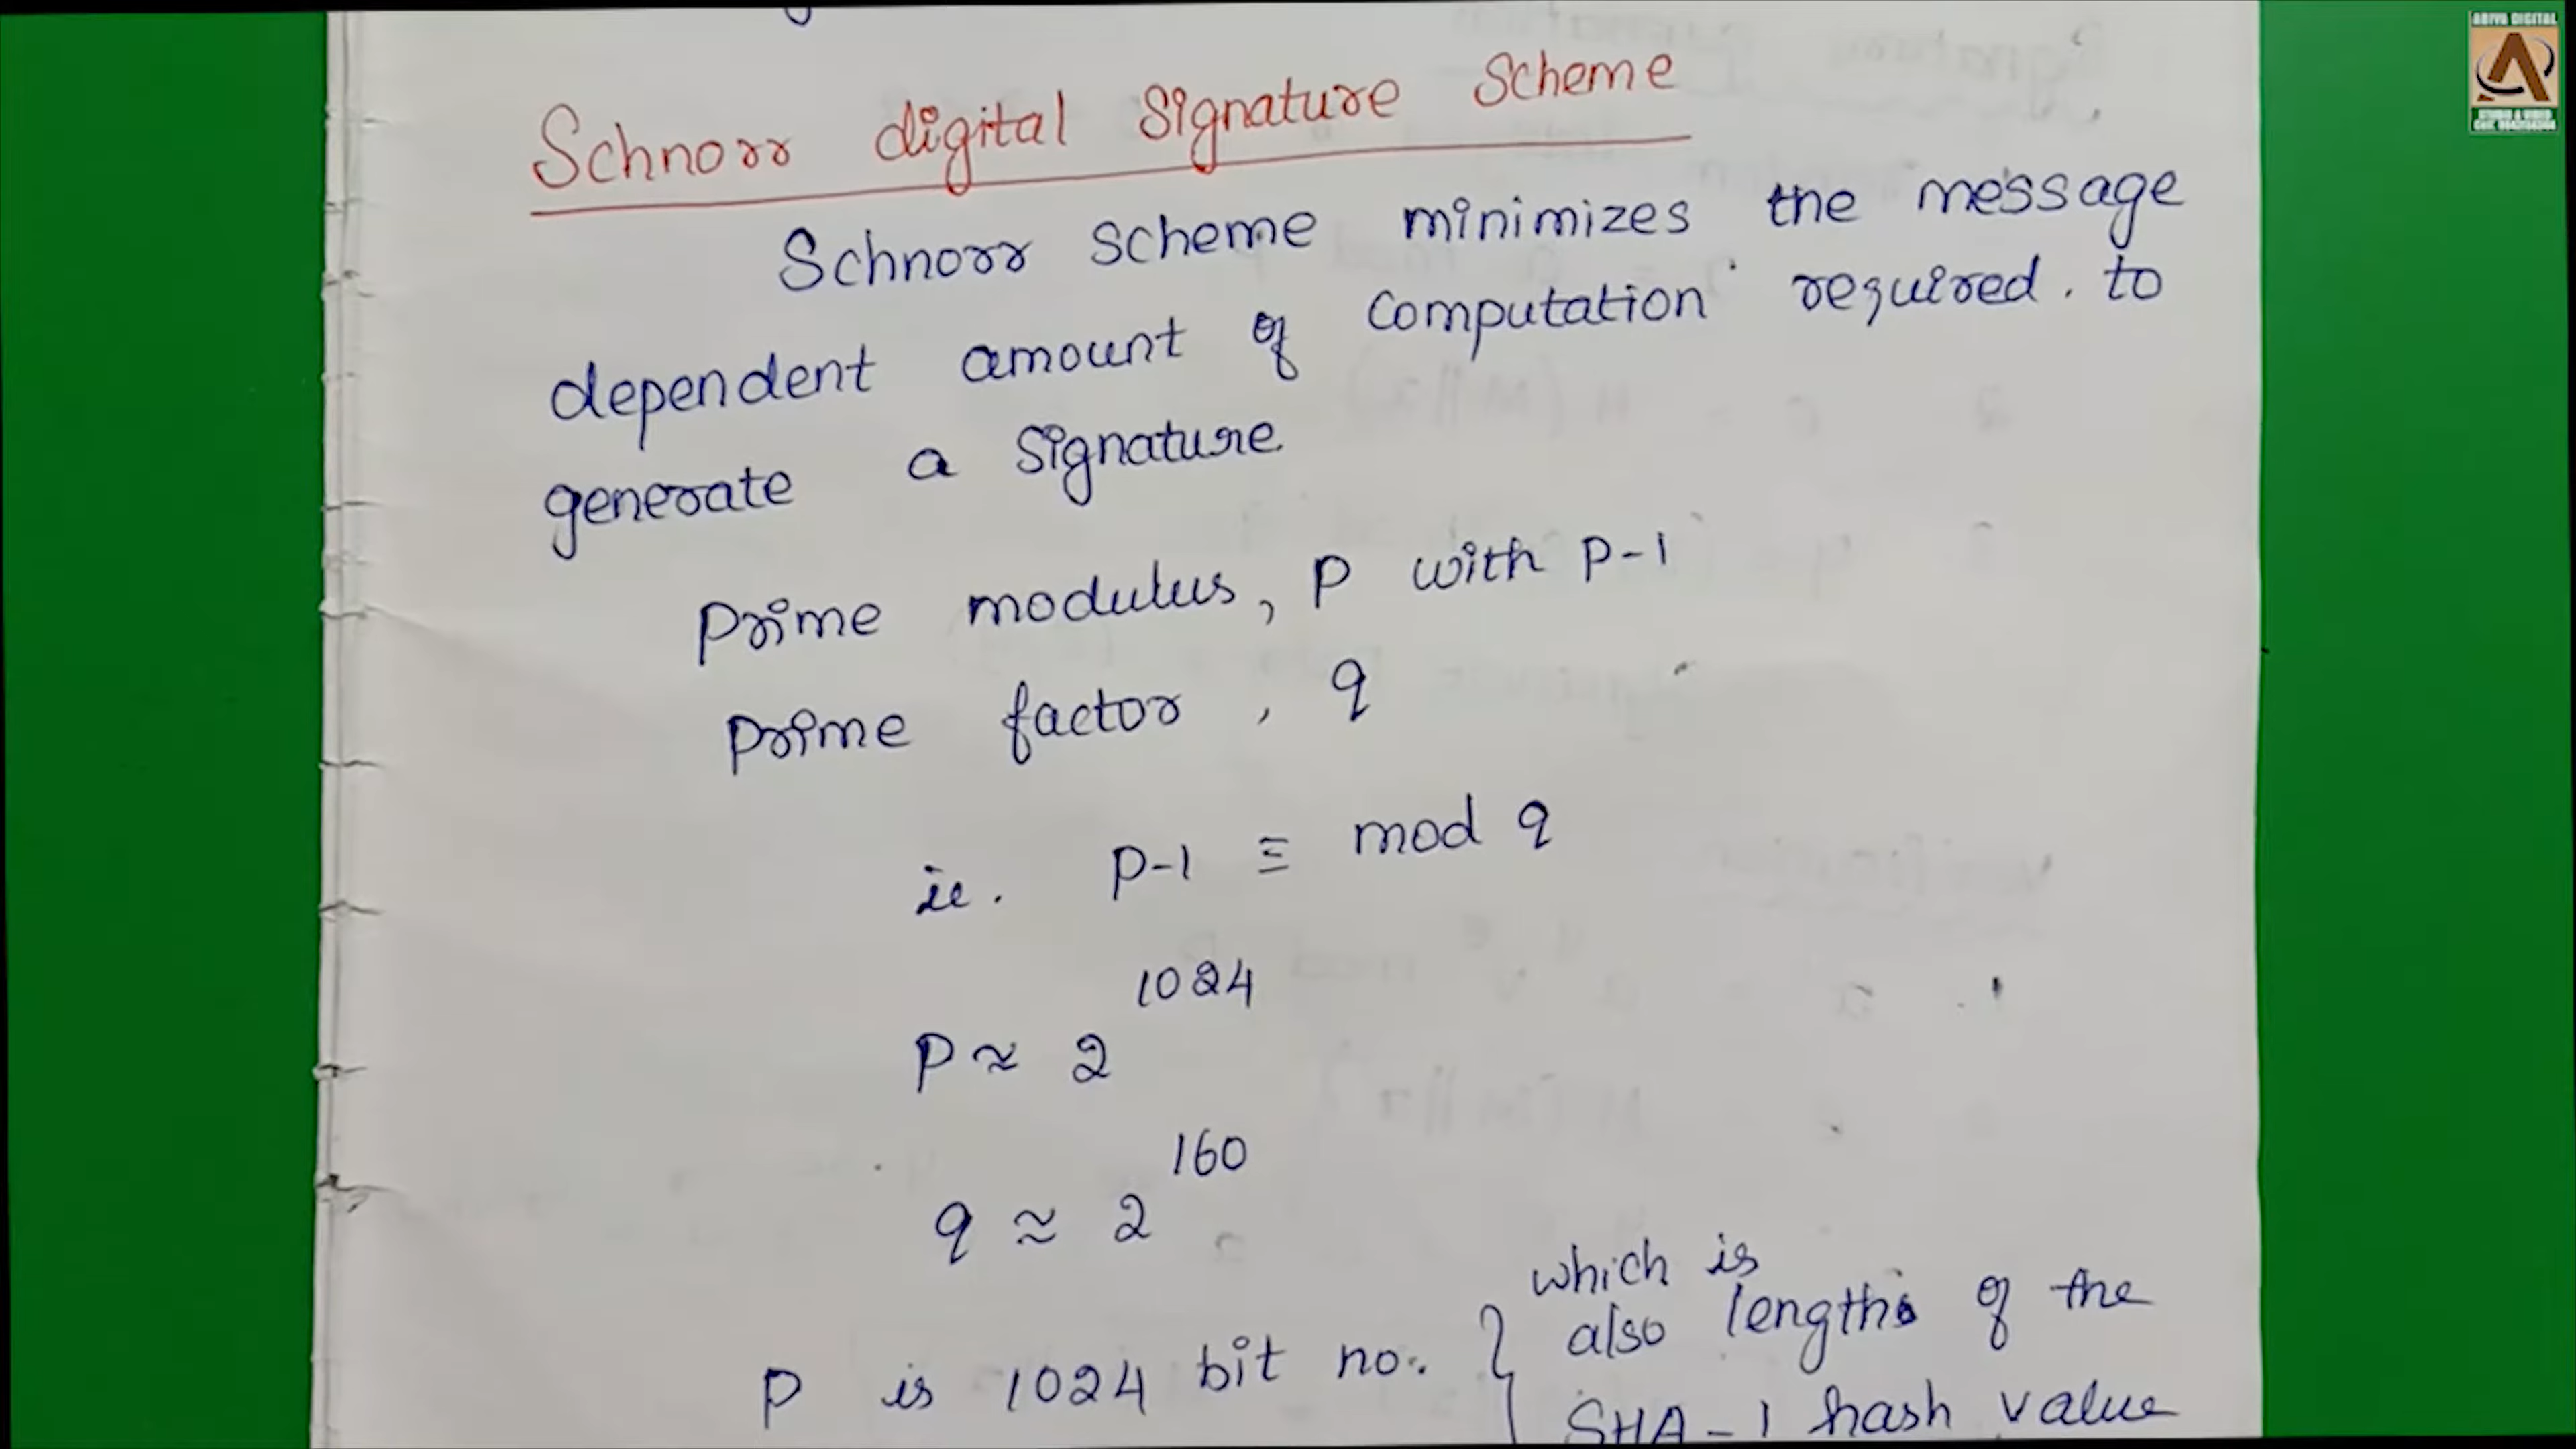 ABIYA DIGITAL
Schnorr digital Signature Scheme
Schnorr scheme minimizes the message
dependent amount of computation required. to
generate a signature
prime modulus, P with P-1
prime factor, q
ie. P-1 ≡ mod q
P ≈ 2^1024
q ≈ 2^160
P is 1024 bit no. } which is
also lengths of the
SHA-1 hash value